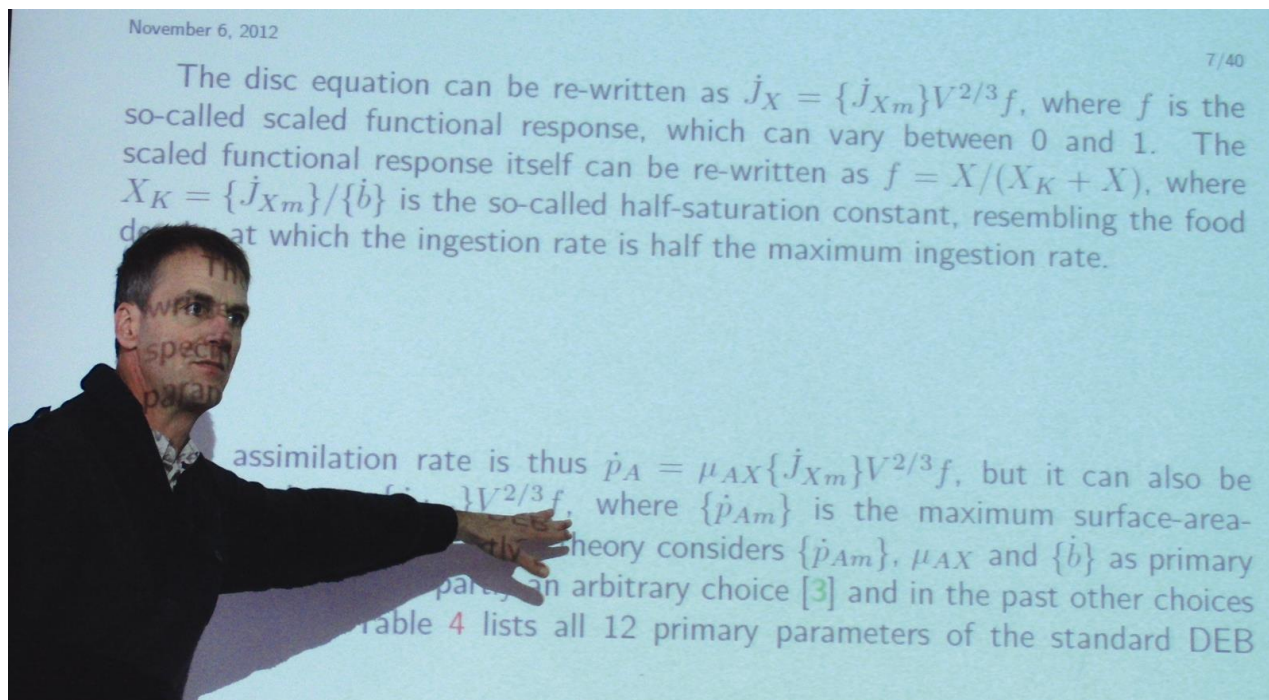 November 6, 2012
7/40
The disc equation can be re-written as J̇_X = {J̇_Xm}V^2/3 f, where f is the
so-called scaled functional response, which can vary between 0 and 1. The
scaled functional response itself can be re-written as f = X/(X_K + X), where
X_K = {J̇_Xm}/{ḃ} is the so-called half-saturation constant, resembling the food
at which the ingestion rate is half the maximum ingestion rate.
assimilation rate is thus ṗ_A = μ_AX{J̇_Xm}V^2/3 f, but it can also be
}V^2/3 f, where {ṗ_Am} is the maximum surface-area-
heory considers {ṗ_Am}, μ_AX and {ḃ} as primary
partly an arbitrary choice [3] and in the past other choices
Table 4 lists all 12 primary parameters of the standard DEB